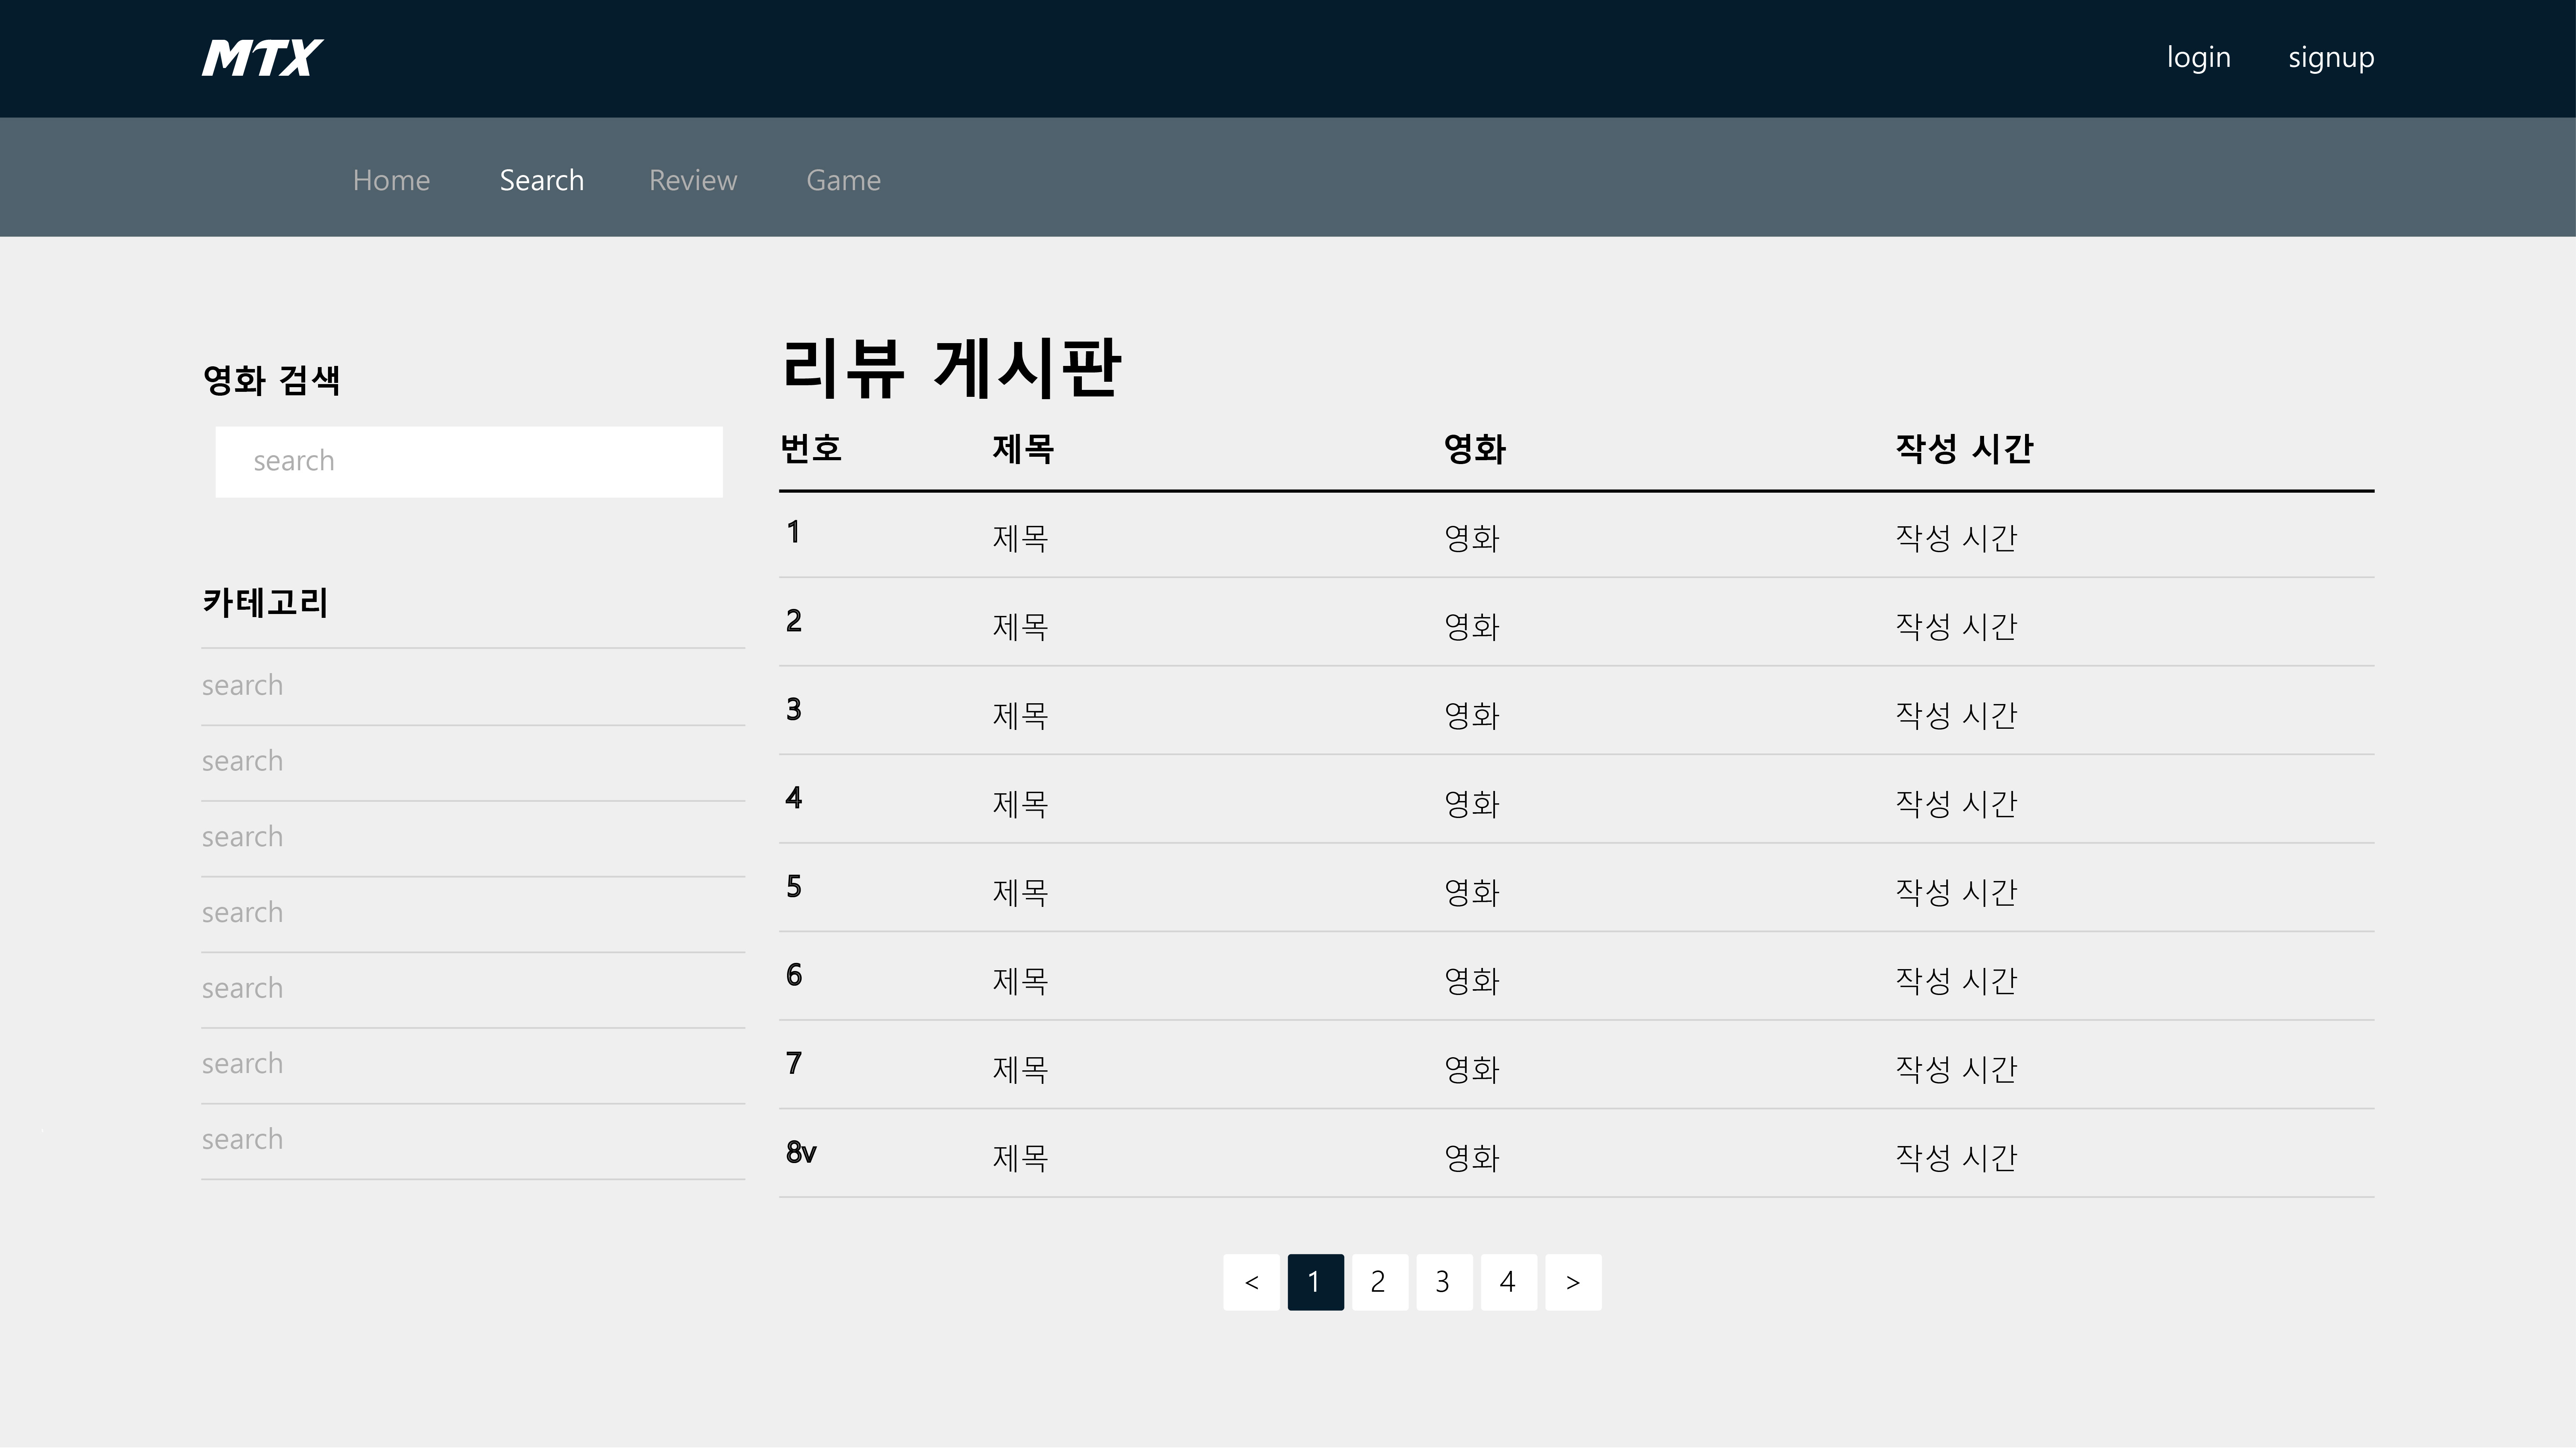 MTX login signup
Home Search Review Game
영화 검색
search
카테고리
search
search
search
search
search
search
search
리뷰 게시판
번호 제목 영화 작성 시간
1 제목 영화 작성 시간
2 제목 영화 작성 시간
3 제목 영화 작성 시간
4 제목 영화 작성 시간
5 제목 영화 작성 시간
6 제목 영화 작성 시간
7 제목 영화 작성 시간
8v 제목 영화 작성 시간
< 1 2 3 4 >